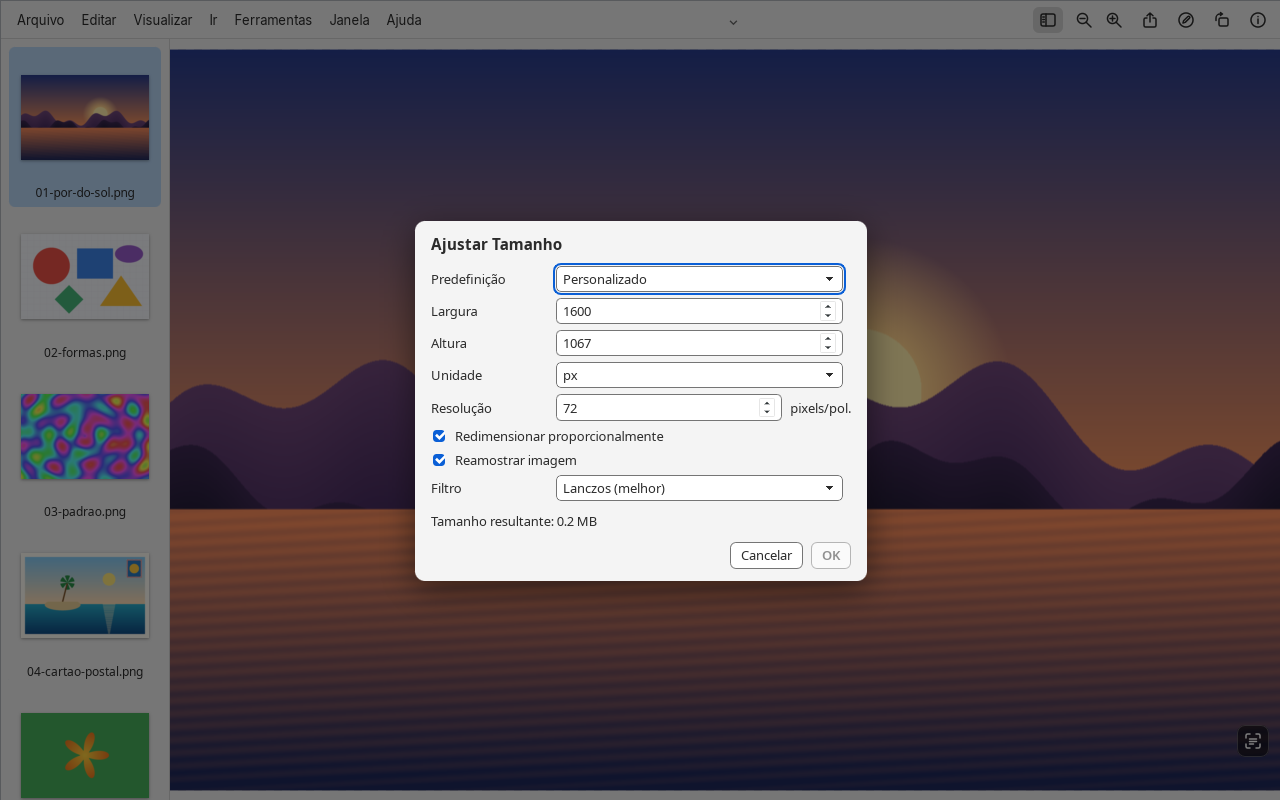 Arquivo Editar Visualizar Ir Ferramentas Janela Ajuda
01-por-do-sol.png
02-formas.png
03-padrao.png
04-cartao-postal.png
Ajustar Tamanho
Predefinição Personalizado
Largura 1600
Altura 1067
Unidade px
Resolução 72 pixels/pol.
Redimensionar proporcionalmente
Reamostrar imagem
Filtro Lanczos (melhor)
Tamanho resultante: 0.2 MB
Cancelar OK